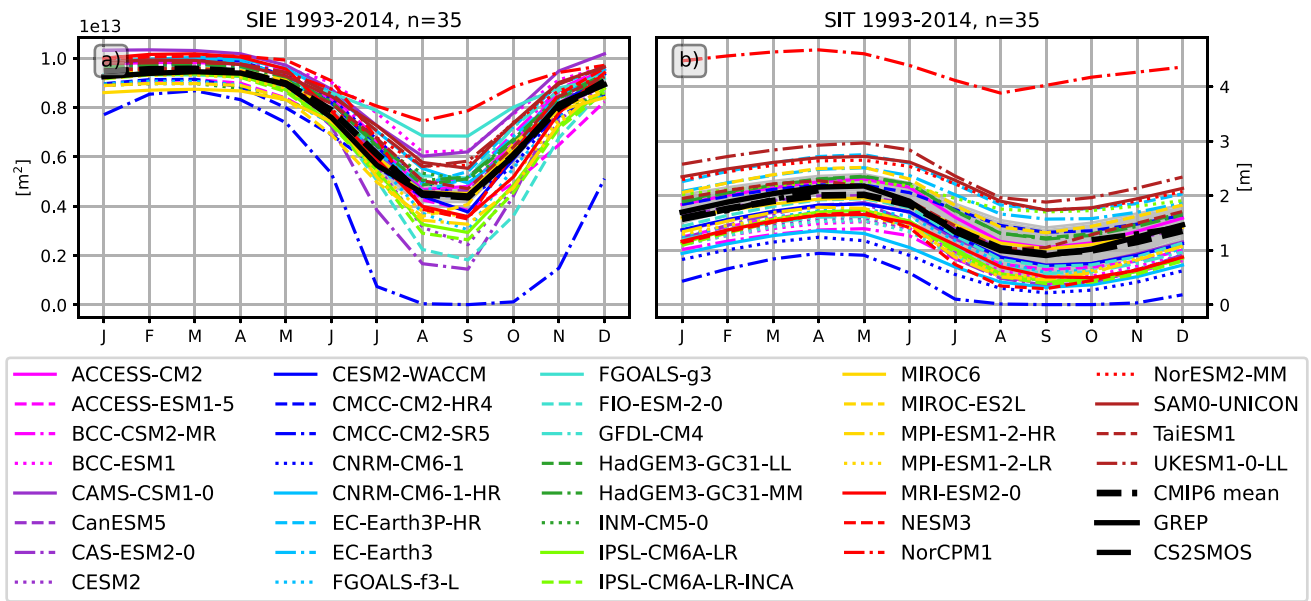 SIE 1993-2014, n=35
SIT 1993-2014, n=35
1e13
a)
b)
1.0
0.8
0.6
0.4
0.2
0.0
[m²]
4
3
2
1
0
[m]
J F M A M J J A S O N D
J F M A M J J A S O N D
ACCESS-CM2
ACCESS-ESM1-5
BCC-CSM2-MR
BCC-ESM1
CAMS-CSM1-0
CanESM5
CAS-ESM2-0
CESM2
CESM2-WACCM
CMCC-CM2-HR4
CMCC-CM2-SR5
CNRM-CM6-1
CNRM-CM6-1-HR
EC-Earth3P-HR
EC-Earth3
FGOALS-f3-L
FGOALS-g3
FIO-ESM-2-0
GFDL-CM4
HadGEM3-GC31-LL
HadGEM3-GC31-MM
INM-CM5-0
IPSL-CM6A-LR
IPSL-CM6A-LR-INCA
MIROC6
MIROC-ES2L
MPI-ESM1-2-HR
MPI-ESM1-2-LR
MRI-ESM2-0
NESM3
NorCPM1
NorESM2-MM
SAM0-UNICON
TaiESM1
UKESM1-0-LL
CMIP6 mean
GREP
CS2SMOS